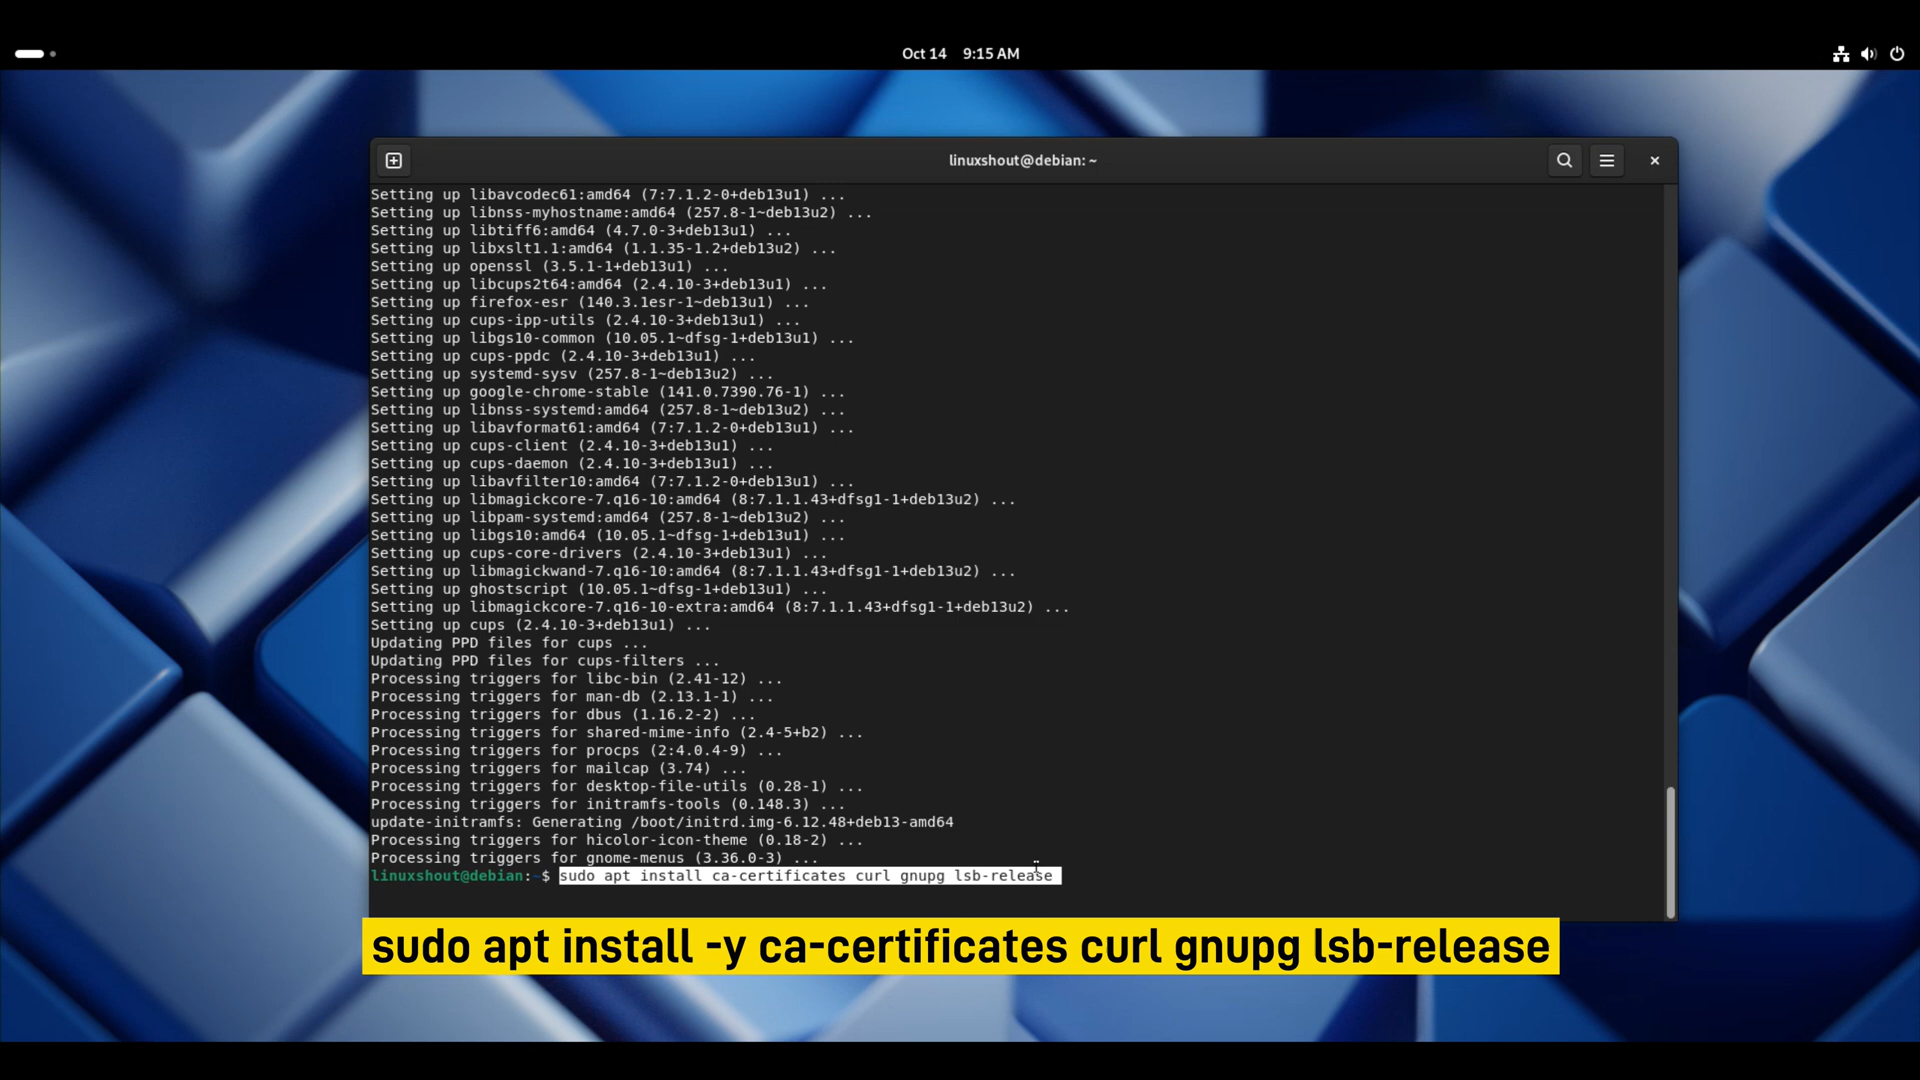 Oct 14 9:15 AM
linuxshout@debian: ~
Setting up libavcodec61:amd64 (7:7.1.2-0+deb13u1) ...
Setting up libnss-myhostname:amd64 (257.8-1~deb13u2) ...
Setting up libtiff6:amd64 (4.7.0-3+deb13u1) ...
Setting up libxslt1.1:amd64 (1.1.35-1.2+deb13u2) ...
Setting up openssl (3.5.1-1+deb13u1) ...
Setting up libcups2t64:amd64 (2.4.10-3+deb13u1) ...
Setting up firefox-esr (140.3.1esr-1~deb13u1) ...
Setting up cups-ipp-utils (2.4.10-3+deb13u1) ...
Setting up libgs10-common (10.05.1~dfsg-1+deb13u1) ...
Setting up cups-ppdc (2.4.10-3+deb13u1) ...
Setting up systemd-sysv (257.8-1~deb13u2) ...
Setting up google-chrome-stable (141.0.7390.76-1) ...
Setting up libnss-systemd:amd64 (257.8-1~deb13u2) ...
Setting up libavformat61:amd64 (7:7.1.2-0+deb13u1) ...
Setting up cups-client (2.4.10-3+deb13u1) ...
Setting up cups-daemon (2.4.10-3+deb13u1) ...
Setting up libavfilter10:amd64 (7:7.1.2-0+deb13u1) ...
Setting up libmagickcore-7.q16-10:amd64 (8:7.1.1.43+dfsg1-1+deb13u2) ...
Setting up libpam-systemd:amd64 (257.8-1~deb13u2) ...
Setting up libgs10:amd64 (10.05.1~dfsg-1+deb13u1) ...
Setting up cups-core-drivers (2.4.10-3+deb13u1) ...
Setting up libmagickwand-7.q16-10:amd64 (8:7.1.1.43+dfsg1-1+deb13u2) ...
Setting up ghostscript (10.05.1~dfsg-1+deb13u1) ...
Setting up libmagickcore-7.q16-10-extra:amd64 (8:7.1.1.43+dfsg1-1+deb13u2) ...
Setting up cups (2.4.10-3+deb13u1) ...
Updating PPD files for cups ...
Updating PPD files for cups-filters ...
Processing triggers for libc-bin (2.41-12) ...
Processing triggers for man-db (2.13.1-1) ...
Processing triggers for dbus (1.16.2-2) ...
Processing triggers for shared-mime-info (2.4-5+b2) ...
Processing triggers for procps (2:4.0.4-9) ...
Processing triggers for mailcap (3.74) ...
Processing triggers for desktop-file-utils (0.28-1) ...
Processing triggers for initramfs-tools (0.148.3) ...
update-initramfs: Generating /boot/initrd.img-6.12.48+deb13-amd64
Processing triggers for hicolor-icon-theme (0.18-2) ...
Processing triggers for gnome-menus (3.36.0-3) ...
linuxshout@debian:~$ sudo apt install ca-certificates curl gnupg lsb-release
sudo apt install -y ca-certificates curl gnupg lsb-release